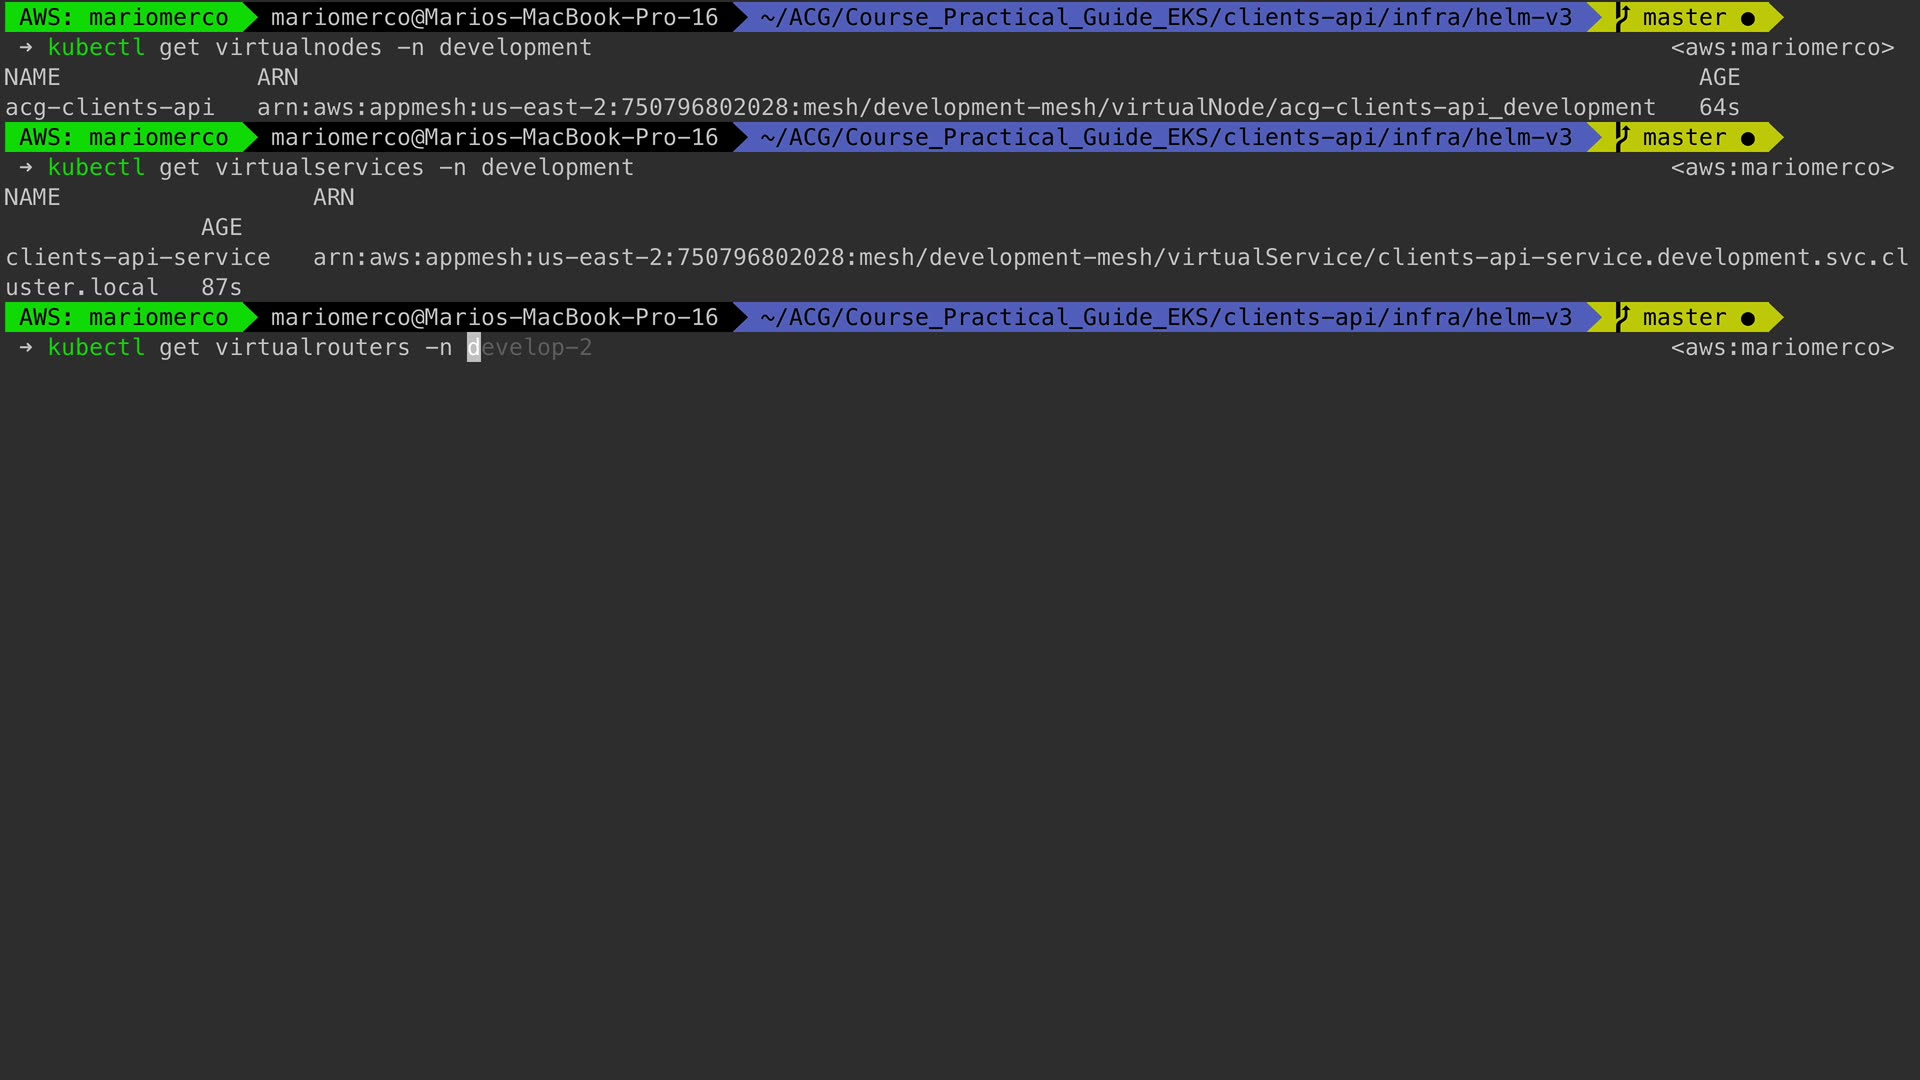 AWS: mariomerco mariomerco@Marios-MacBook-Pro-16 ~/ACG/Course_Practical_Guide_EKS/clients-api/infra/helm-v3 master ●
→ kubectl get virtualnodes -n development <aws:mariomerco>
NAME ARN AGE
acg-clients-api arn:aws:appmesh:us-east-2:750796802028:mesh/development-mesh/virtualNode/acg-clients-api_development 64s
AWS: mariomerco mariomerco@Marios-MacBook-Pro-16 ~/ACG/Course_Practical_Guide_EKS/clients-api/infra/helm-v3 master ●
→ kubectl get virtualservices -n development <aws:mariomerco>
NAME ARN
AGE
clients-api-service arn:aws:appmesh:us-east-2:750796802028:mesh/development-mesh/virtualService/clients-api-service.development.svc.cl
uster.local 87s
AWS: mariomerco mariomerco@Marios-MacBook-Pro-16 ~/ACG/Course_Practical_Guide_EKS/clients-api/infra/helm-v3 master ●
→ kubectl get virtualrouters -n develop-2 <aws:mariomerco>